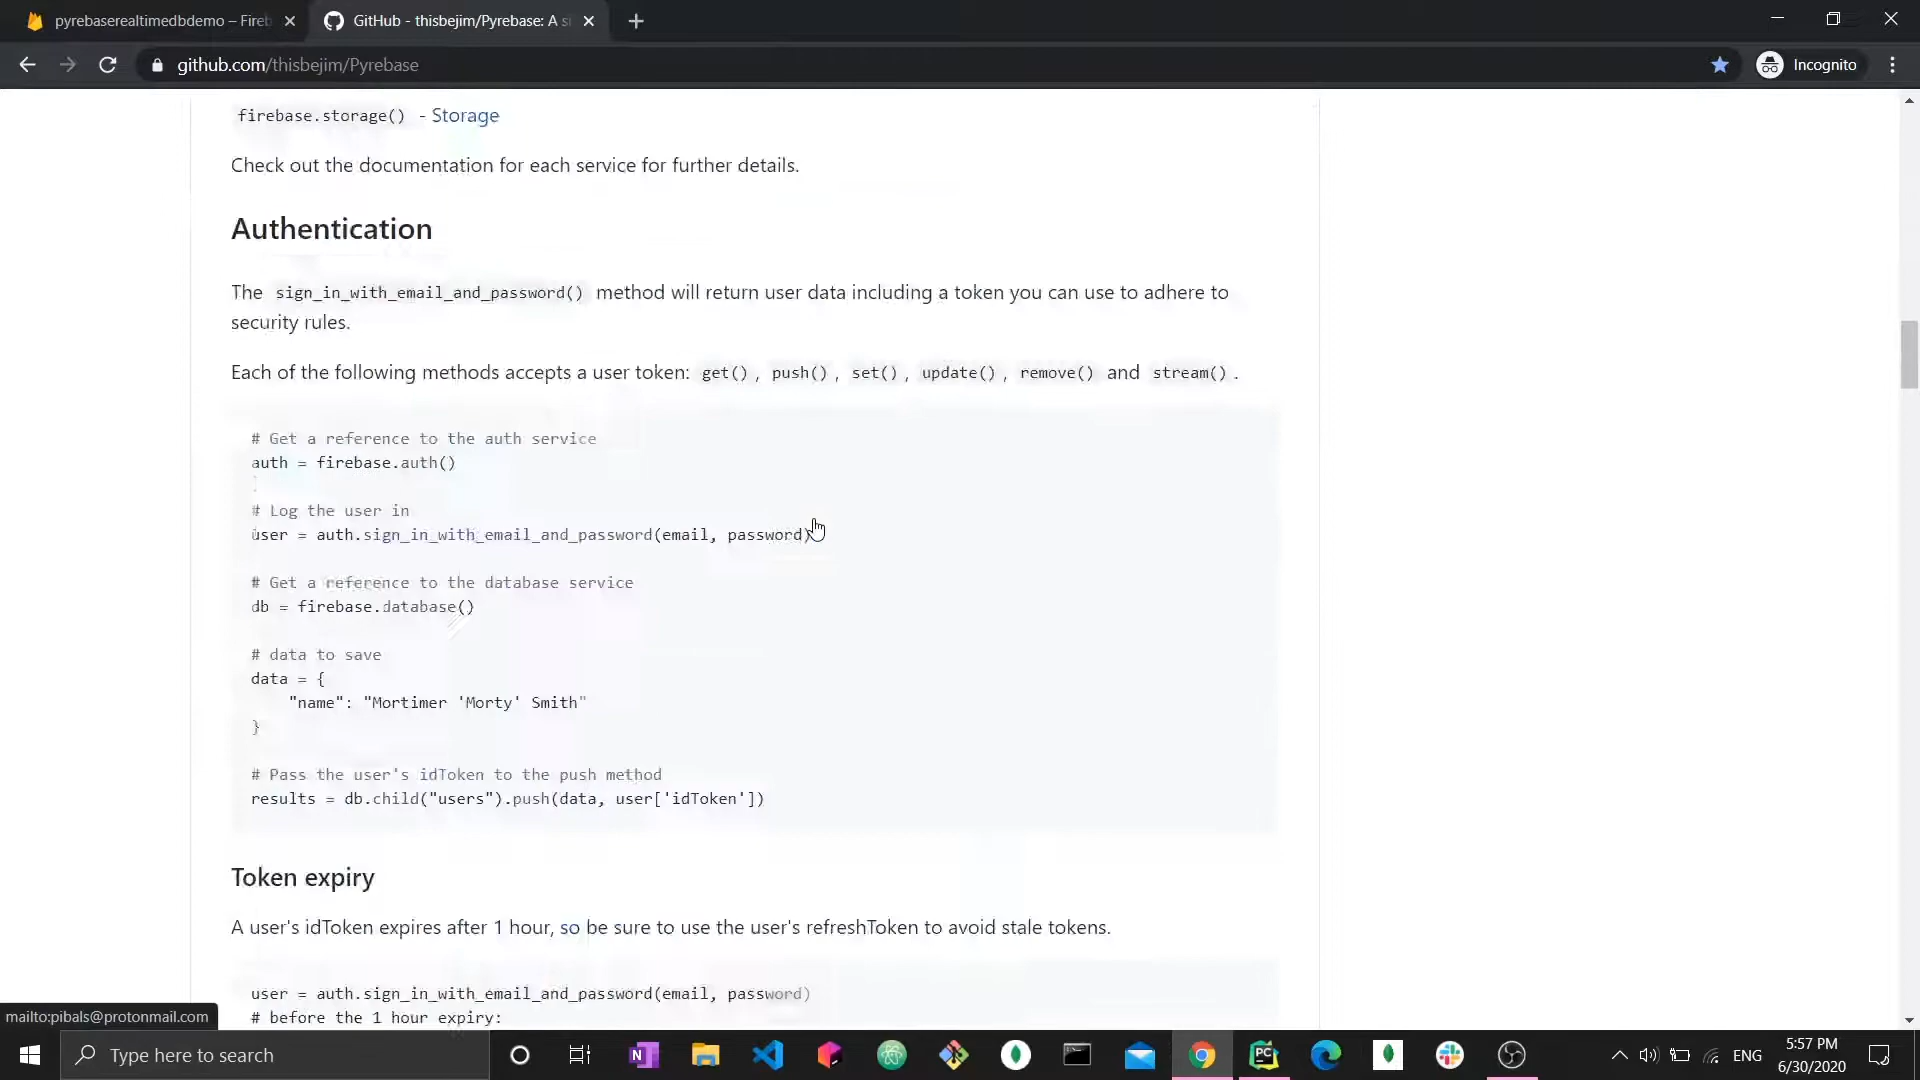 pyrebaserealtimedbdemo – Fireb
GitHub - thisbejim/Pyrebase: A s
github.com/thisbejim/Pyrebase
Incognito
firebase.storage() - Storage
Check out the documentation for each service for further details.
Authentication
The sign_in_with_email_and_password() method will return user data including a token you can use to adhere to
security rules.
Each of the following methods accepts a user token: get(), push(), set(), update(), remove() and stream().
# Get a reference to the auth service
auth = firebase.auth()
# Log the user in
user = auth.sign_in_with_email_and_password(email, password)
# Get a reference to the database service
db = firebase.database()
# data to save
data = {
"name": "Mortimer 'Morty' Smith"
}
# Pass the user's idToken to the push method
results = db.child("users").push(data, user['idToken'])
Token expiry
A user's idToken expires after 1 hour, so be sure to use the user's refreshToken to avoid stale tokens.
user = auth.sign_in_with_email_and_password(email, password)
# before the 1 hour expiry:
mailto:pibals@protonmail.com
Type here to search
N
PC
ENG
5:57 PM
6/30/2020